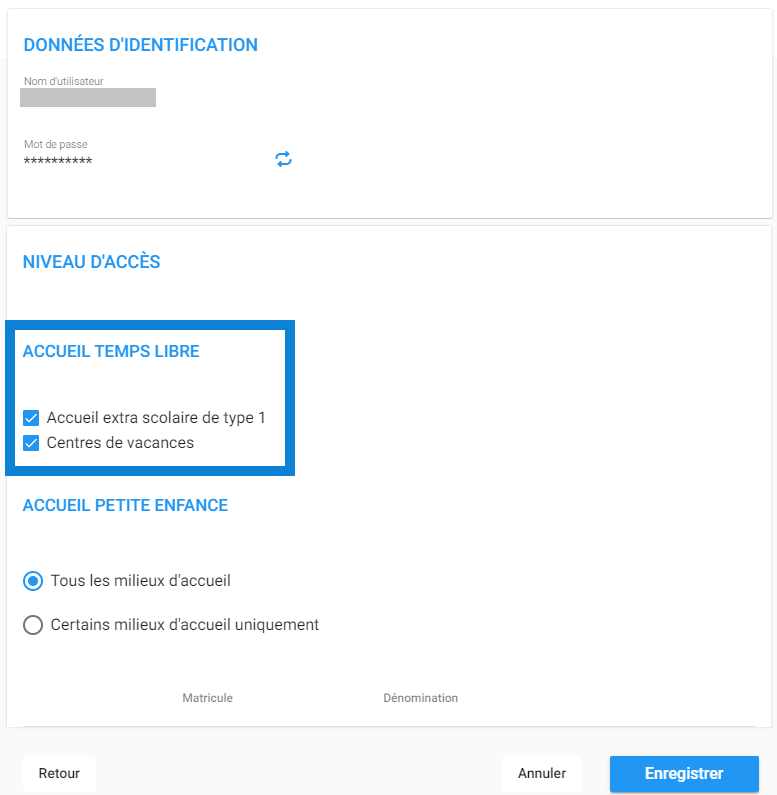 DONNÉES D'IDENTIFICATION
Nom d'utilisateur
Mot de passe
**********
NIVEAU D'ACCÈS
ACCUEIL TEMPS LIBRE
Accueil extra scolaire de type 1
Centres de vacances
ACCUEIL PETITE ENFANCE
Tous les milieux d'accueil
Certains milieux d'accueil uniquement
Matricule Dénomination
Retour Annuler Enregistrer